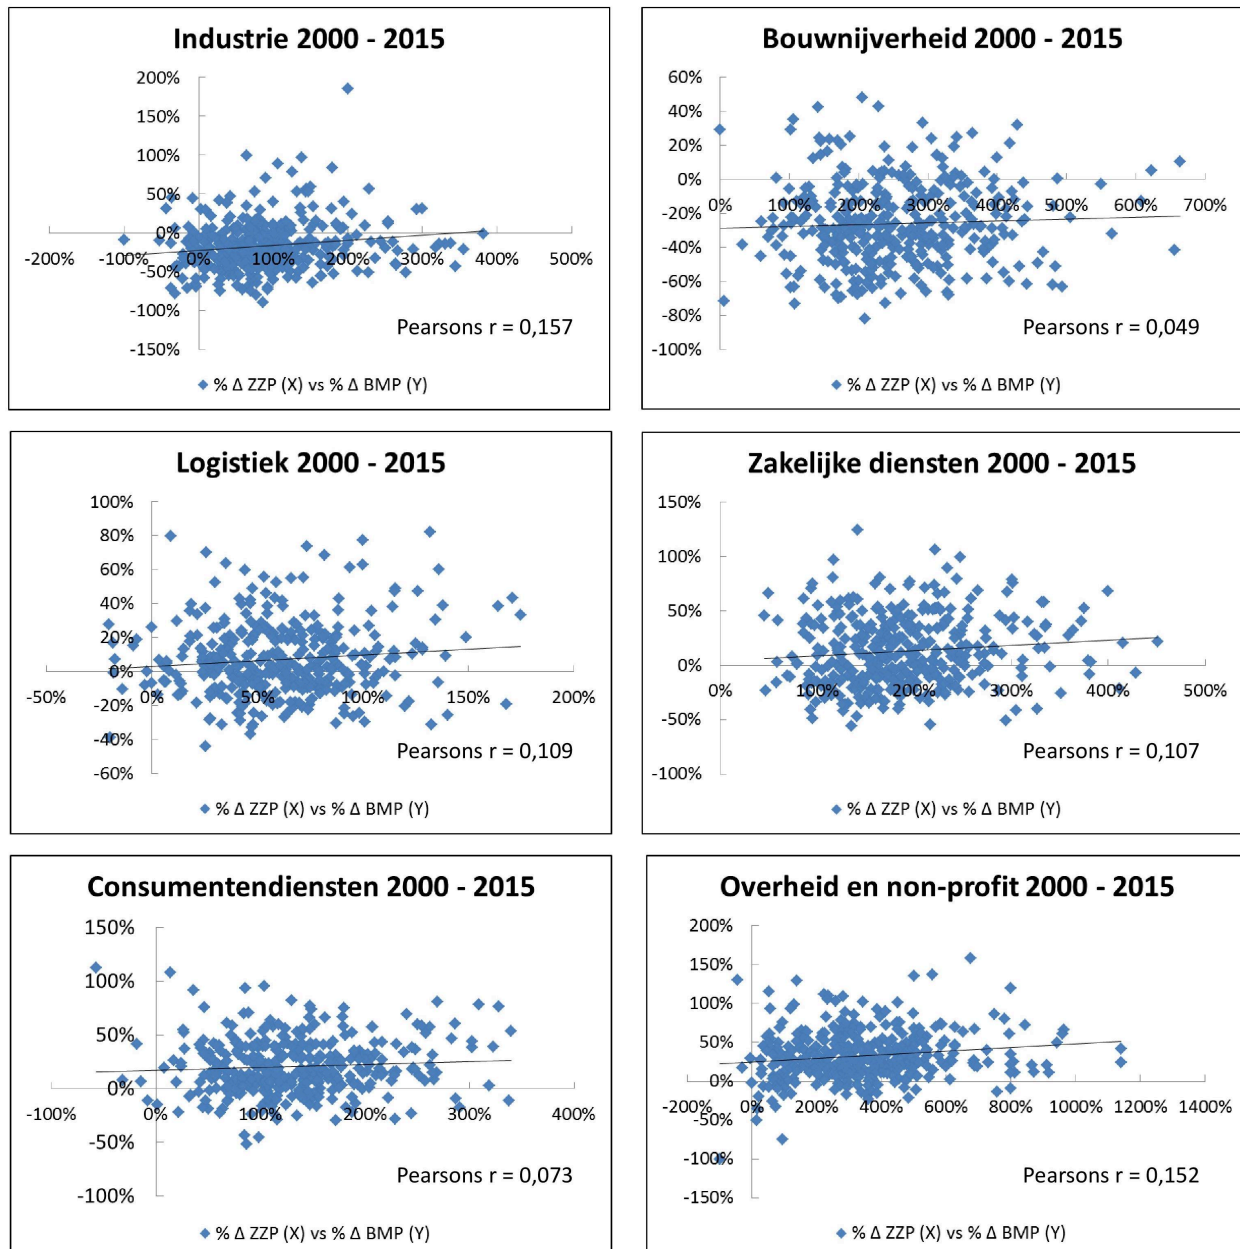 Industrie 2000 - 2015
200%
150%
100%
50%
0%
-200% -100% 0% 100% 200% 300% 400% 500%
-50%
-100%
-150%
Pearsons r = 0,157
% Δ ZZP (X) vs % Δ BMP (Y)
Bouwnijverheid 2000 - 2015
60%
40%
20%
0%
0% 100% 200% 300% 400% 500% 600% 700%
-20%
-40%
-60%
-80%
-100%
Pearsons r = 0,049
% Δ ZZP (X) vs % Δ BMP (Y)
Logistiek 2000 - 2015
100%
80%
60%
40%
20%
0%
-50% 0% 50% 100% 150% 200%
-20%
-40%
-60%
Pearsons r = 0,109
% Δ ZZP (X) vs % Δ BMP (Y)
Zakelijke diensten 2000 - 2015
150%
100%
50%
0%
0% 100% 200% 300% 400% 500%
-50%
-100%
Pearsons r = 0,107
% Δ ZZP (X) vs % Δ BMP (Y)
Consumentendiensten 2000 - 2015
150%
100%
50%
0%
-100% 0% 100% 200% 300% 400%
-50%
-100%
Pearsons r = 0,073
% Δ ZZP (X) vs % Δ BMP (Y)
Overheid en non-profit 2000 - 2015
200%
150%
100%
50%
0%
-200% 0% 200% 400% 600% 800% 1000% 1200% 1400%
-50%
-100%
-150%
Pearsons r = 0,152
% Δ ZZP (X) vs % Δ BMP (Y)